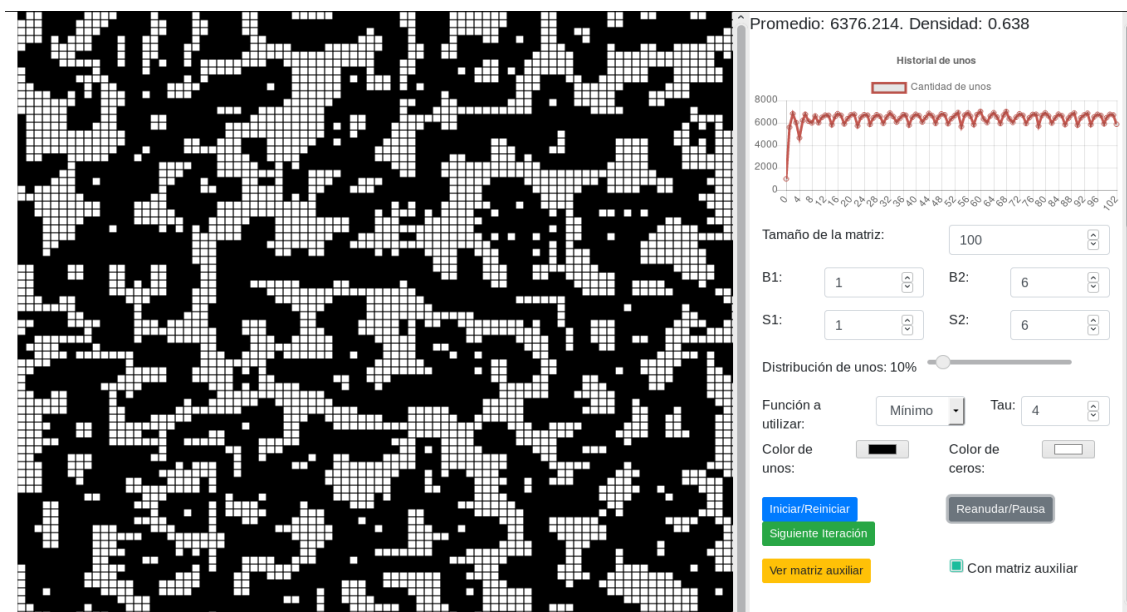 Promedio: 6376.214. Densidad: 0.638
Historial de unos
Cantidad de unos
8000
6000
4000
2000
0
0 4 8 12 16 20 24 28 32 36 40 44 48 52 56 60 64 68 72 76 80 84 88 92 96 102
Tamaño de la matriz: 100
B1: 1 B2: 6
S1: 1 S2: 6
Distribución de unos: 10%
Función a
utilizar: Mínimo Tau: 4
Color de
unos:
Color de
ceros:
Iniciar/Reiniciar Reanudar/Pausa
Siguiente Iteración
Ver matriz auxiliar Con matriz auxiliar